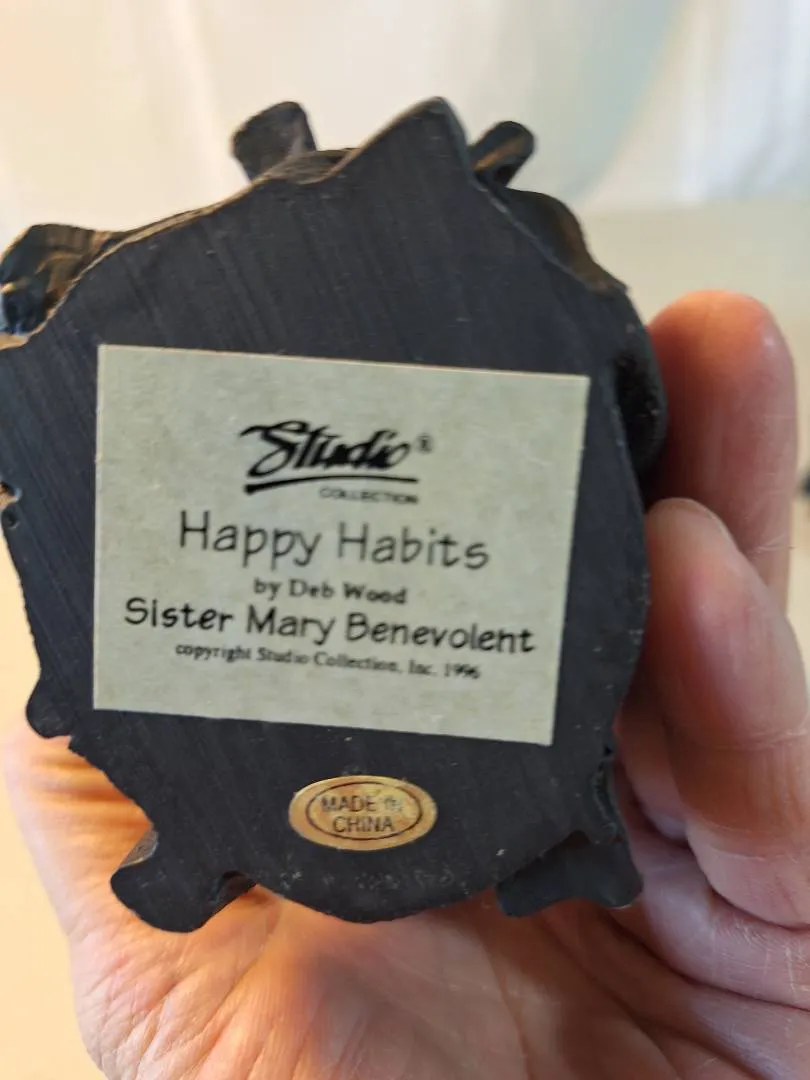 Studio®
COLLECTION
Happy Habits
by Deb Wood
Sister Mary Benevolent
copyright Studio Collection, Inc. 1996
MADE IN
CHINA